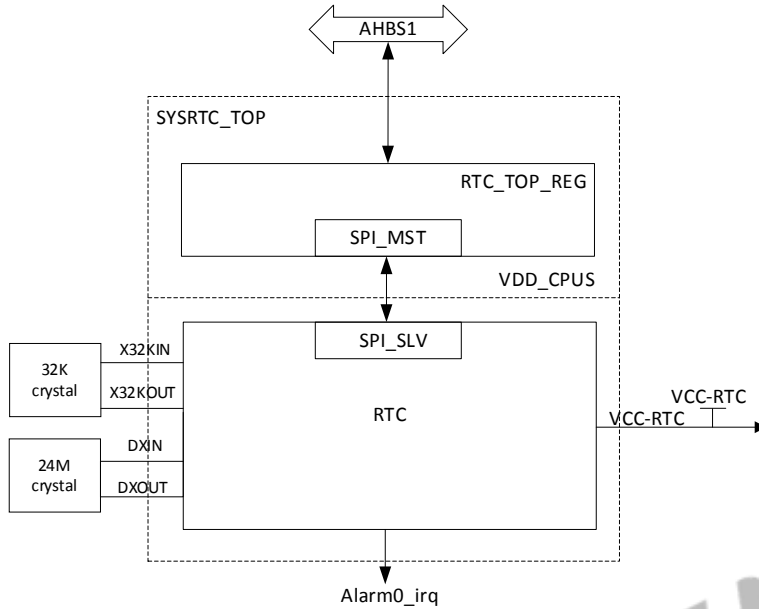 AHBS1
SYSRTC_TOP
RTC_TOP_REG
SPI_MST
VDD_CPUS
SPI_SLV
X32KIN
32K
crystal
X32KOUT
RTC
VCC-RTC
VCC-RTC
DXIN
24M
crystal
DXOUT
Alarm0_irq